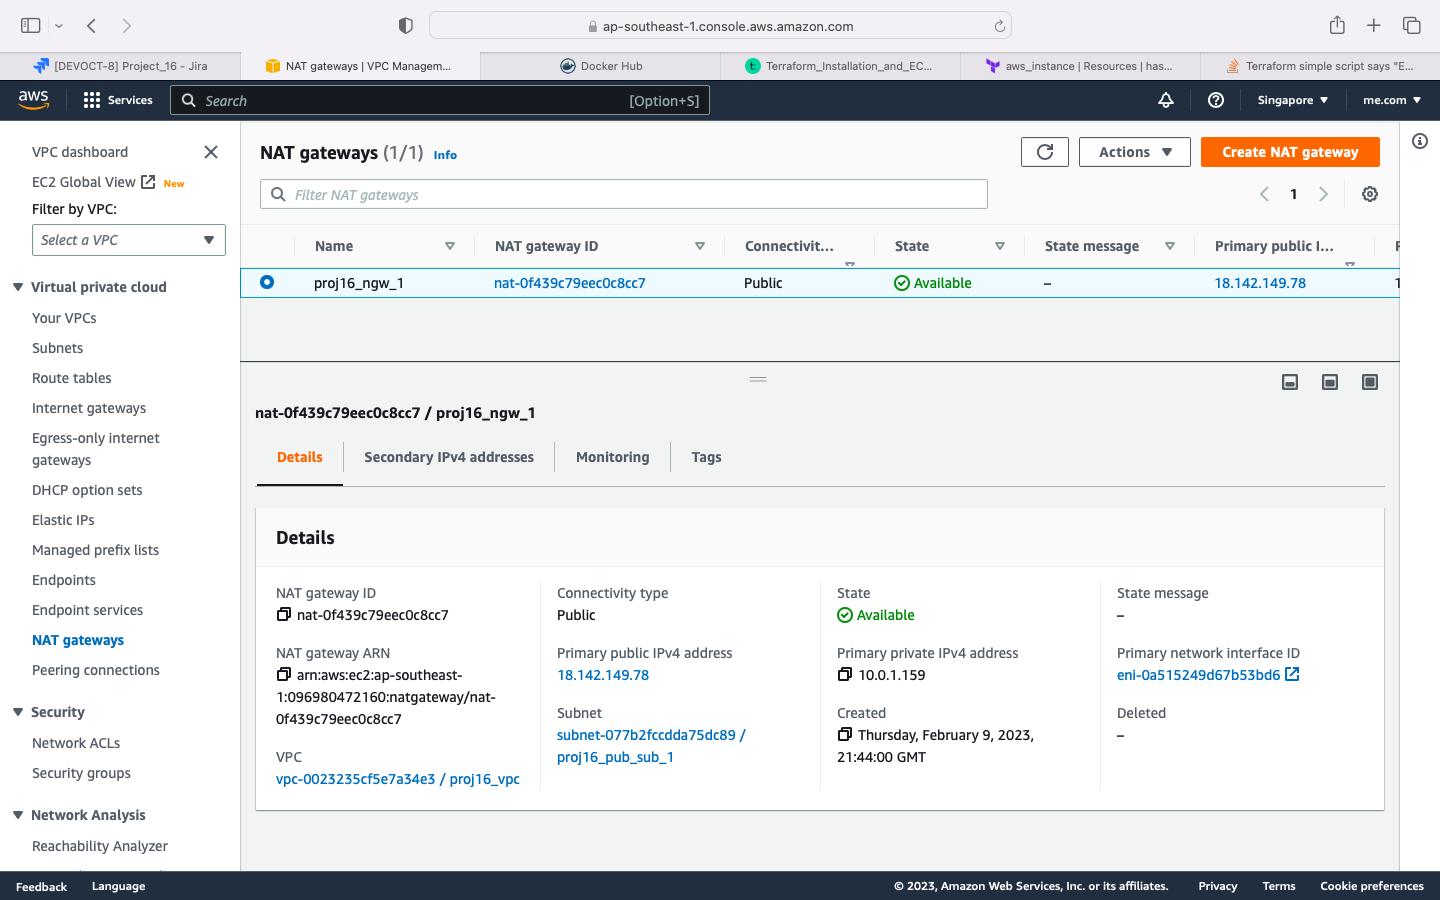 ap-southeast-1.console.aws.amazon.com
[DEVOCT-8] Project_16 - Jira
NAT gateways | VPC Managem...
Docker Hub
Terraform_Installation_and_EC...
aws_instance | Resources | has...
Terraform simple script says "E...
aws
Services
Search
[Option+S]
Singapore
me.com
VPC dashboard
EC2 Global View New
Filter by VPC:
Select a VPC
Virtual private cloud
Your VPCs
Subnets
Route tables
Internet gateways
Egress-only internet
gateways
DHCP option sets
Elastic IPs
Managed prefix lists
Endpoints
Endpoint services
NAT gateways
Peering connections
Security
Network ACLs
Security groups
Network Analysis
Reachability Analyzer
NAT gateways (1/1) Info
Actions
Create NAT gateway
Filter NAT gateways
1
Name
NAT gateway ID
Connectivit...
State
State message
Primary public I...
proj16_ngw_1
nat-0f439c79eec0c8cc7
Public
Available
–
18.142.149.78
nat-0f439c79eec0c8cc7 / proj16_ngw_1
Details
Secondary IPv4 addresses
Monitoring
Tags
Details
NAT gateway ID
nat-0f439c79eec0c8cc7
Connectivity type
Public
State
Available
State message
–
NAT gateway ARN
arn:aws:ec2:ap-southeast-
1:096980472160:natgateway/nat-
0f439c79eec0c8cc7
Primary public IPv4 address
18.142.149.78
Primary private IPv4 address
10.0.1.159
Primary network interface ID
eni-0a515249d67b53bd6
VPC
vpc-0023235cf5e7a34e3 / proj16_vpc
Subnet
subnet-077b2fccdda75dc89 /
proj16_pub_sub_1
Created
Thursday, February 9, 2023,
21:44:00 GMT
Deleted
–
Feedback
Language
© 2023, Amazon Web Services, Inc. or its affiliates.
Privacy
Terms
Cookie preferences